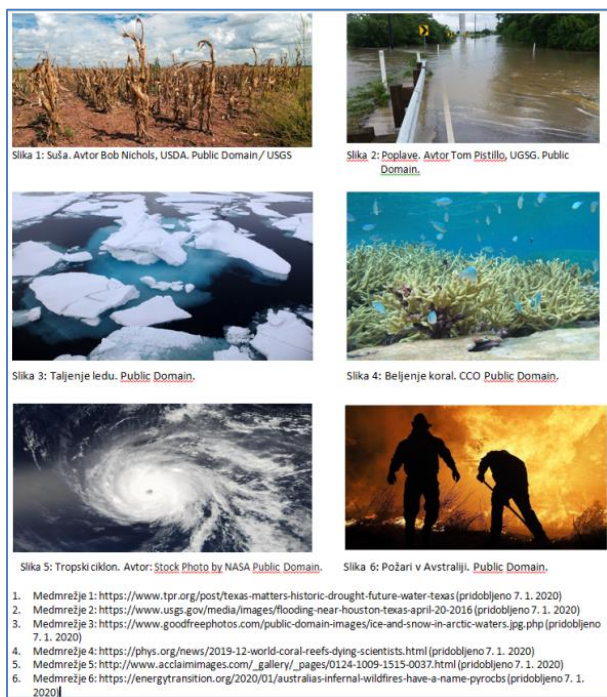 Slika 1: Suša. Avtor Bob Nichols, USDA. Public Domain/ USGS
Slika 2: Poplave. Avtor Tom Pistillo, UGSG. Public
Domain.
Slika 3: Taljenje ledu. Public Domain.
Slika 4: Beljenje koral. CCO Public Domain.
Slika 5: Tropski ciklon. Avtor: Stock Photo by NASA Public Domain.
Slika 6: Požari v Avstraliji. Public Domain.
1. Medmrežje 1: https://www.tpr.org/post/texas-matters-historic-drought-future-water-texas (pridobljeno 7. 1. 2020)
2. Medmrežje 2: https://www.usgs.gov/media/images/flooding-near-houston-texas-april-20-2016 (pridobljeno 7. 1. 2020)
3. Medmrežje 3: https://www.goodfreephotos.com/public-domain-images/ice-and-snow-in-arctic-waters.jpg.php (pridobljeno
7. 1. 2020)
4. Medmrežje 4: https://phys.org/news/2019-12-world-coral-reefs-dying-scientists.html (pridobljeno 7. 1. 2020)
5. Medmrežje 5: http://www.acclaimimages.com/_gallery/_pages/0124-1009-1515-0037.html (pridobljeno 7. 1. 2020)
6. Medmrežje 6: https://energytransition.org/2020/01/australias-infernal-wildfires-have-a-name-pyrocbs (pridobljeno 7. 1.
2020)